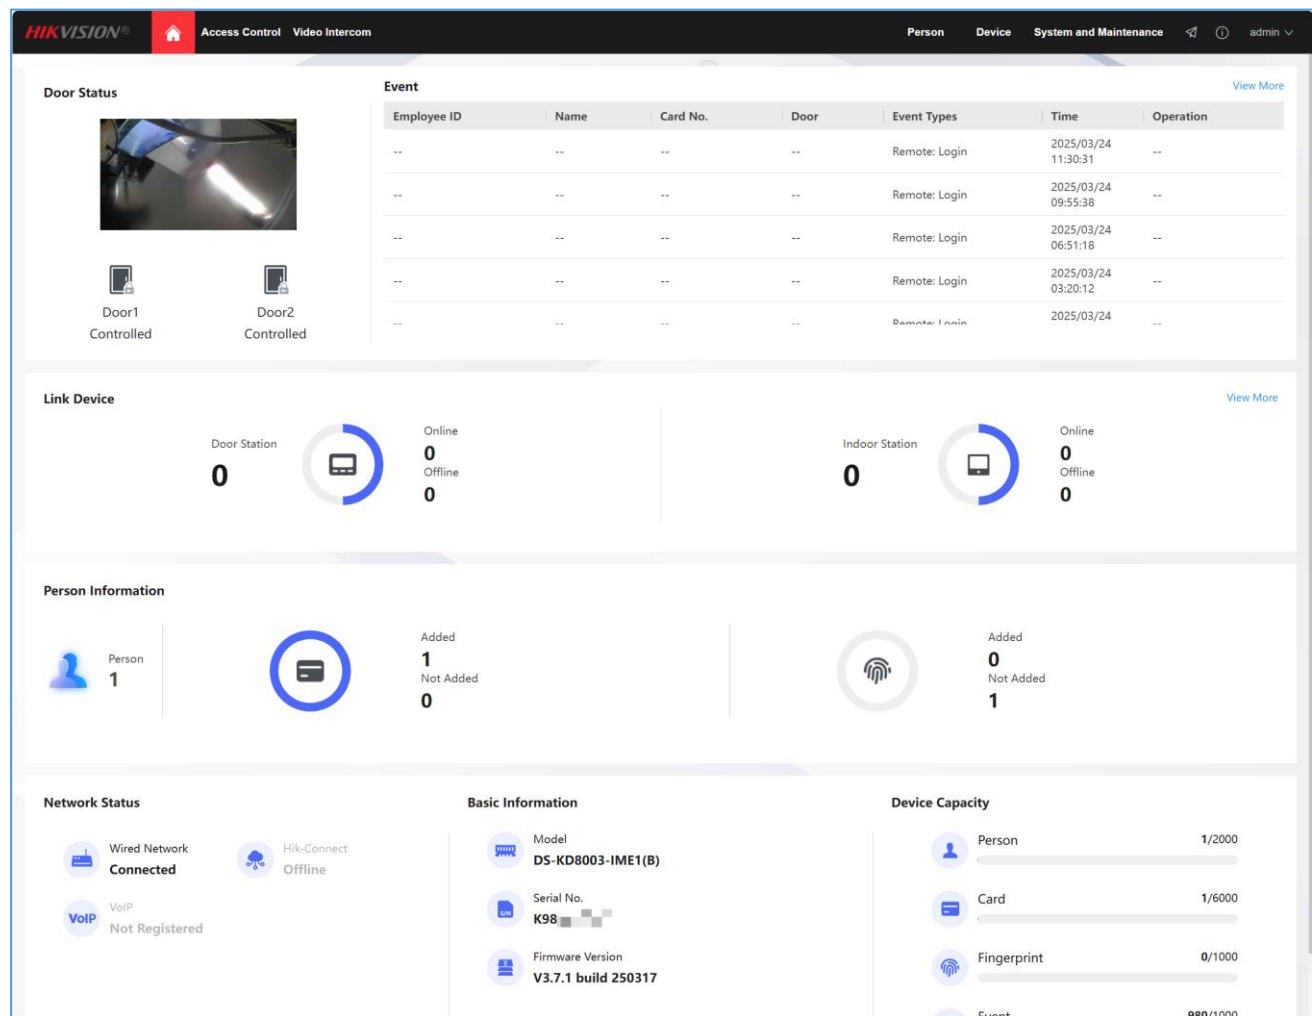 HIKVISION®
Access Control Video Intercom
Person Device System and Maintenance admin
Door Status
Door1
Controlled
Door2
Controlled
Event
View More
Employee ID Name Card No. Door Event Types Time Operation
-- -- -- -- Remote: Login 2025/03/24 --
11:30:31
-- -- -- -- Remote: Login 2025/03/24 --
09:55:38
-- -- -- -- Remote: Login 2025/03/24 --
06:51:18
-- -- -- -- Remote: Login 2025/03/24 --
03:20:12
-- -- -- -- Remote: Login 2025/03/24 --
Link Device
View More
Door Station
0
Online
0
Offline
0
Indoor Station
0
Online
0
Offline
0
Person Information
Person
1
Added
1
Not Added
0
Added
0
Not Added
1
Network Status
Wired Network
Connected
Hik-Connect
Offline
VoIP
VoIP
Not Registered
Basic Information
Model
DS-KD8003-IME1(B)
Serial No.
S/N
K98
Firmware Version
V3.7.1 build 250317
Device Capacity
Person 1/2000
Card 1/6000
Fingerprint 0/1000
Event 980/1000